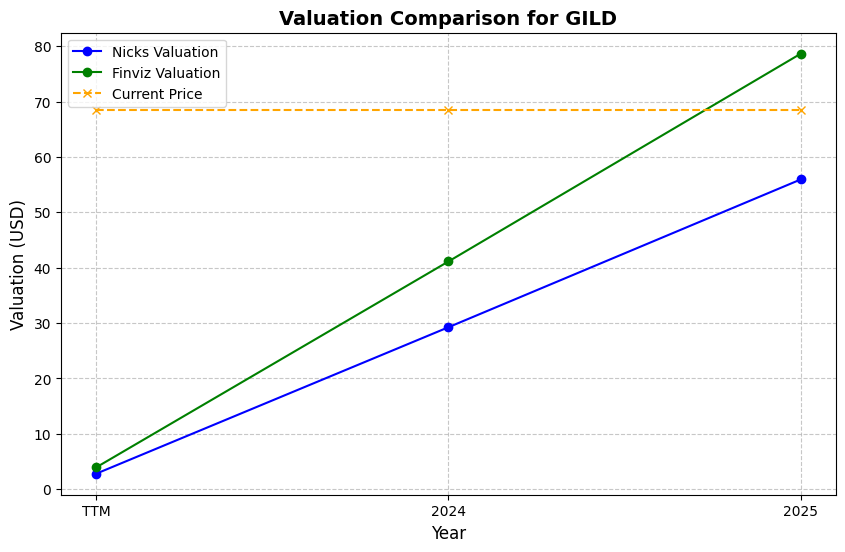 Valuation Comparison for GILD
Nicks Valuation
Finviz Valuation
Current Price
Valuation (USD)
80
70
60
50
40
30
20
10
0
TTM
2024
2025
Year